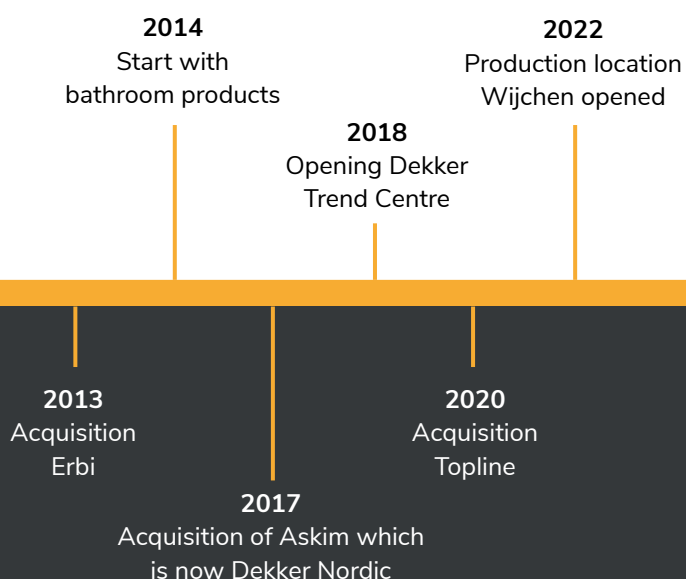 2014
Start with
bathroom products
2022
Production location
Wijchen opened
2018
Opening Dekker
Trend Centre
2013
Acquisition
Erbi
2020
Acquisition
Topline
2017
Acquisition of Askim which
is now Dekker Nordic